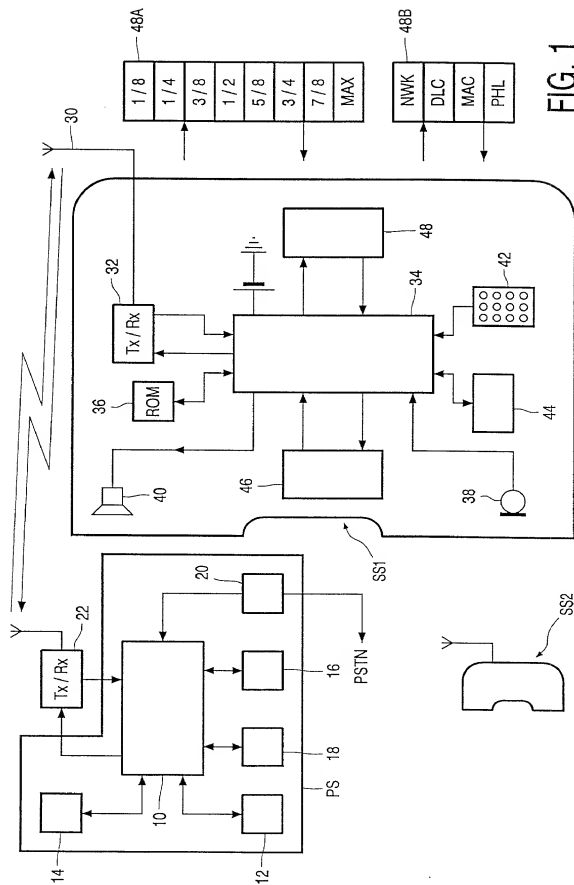 14
10
12
PS
18
16
20
PSTN
22
Tx / Rx
30
32
Tx / Rx
36
ROM
40
46
38
44
34
42
48
SS1
SS2
48A
1 / 8
1 / 4
3 / 8
1 / 2
5 / 8
3 / 4
7 / 8
MAX
48B
NWK
DLC
MAC
PHL
FIG. 1